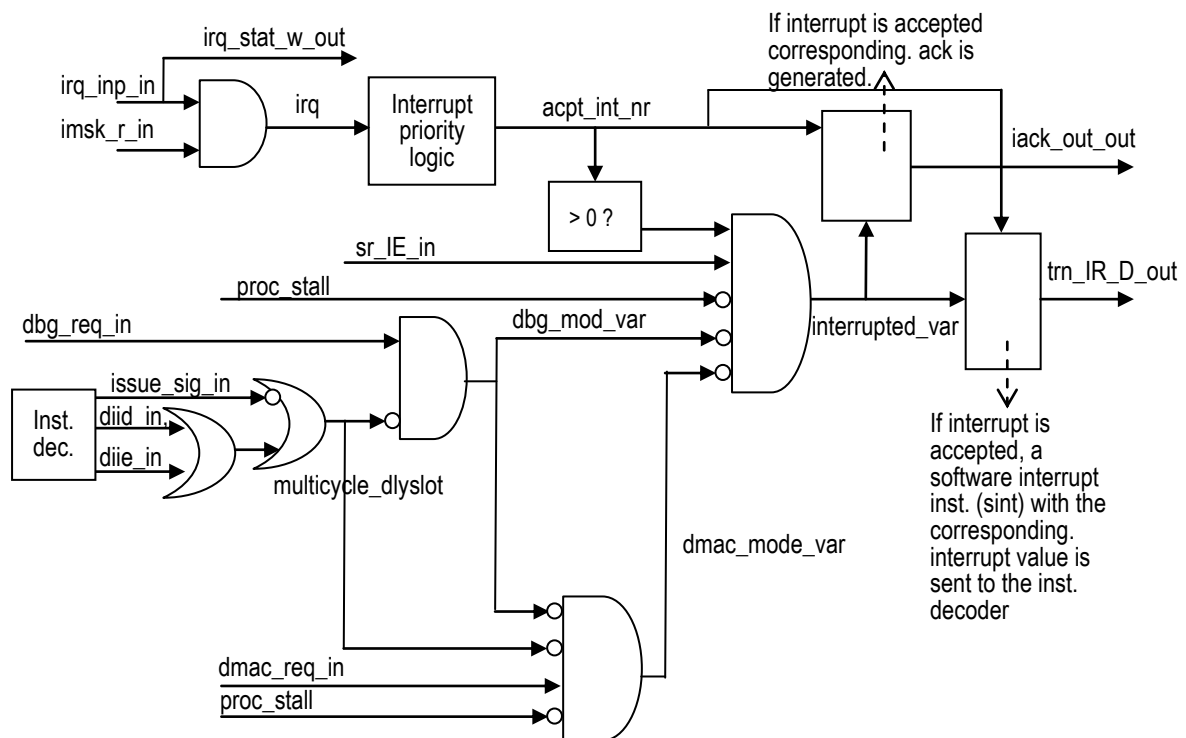 If interrupt is accepted
corresponding. ack is
generated.
irq_stat_w_out
irq_inp_in
imsk_r_in
irq
Interrupt
priority
logic
acpt_int_nr
iack_out_out
> 0 ?
sr_IE_in
proc_stall
dbg_req_in
dbg_mod_var
interrupted_var
trn_IR_D_out
issue_sig_in
Inst.
dec.
diid_in,
diie_in
multicycle_dlyslot
dmac_mode_var
If interrupt is
accepted, a
software interrupt
inst. (sint) with the
corresponding.
interrupt value is
sent to the inst.
decoder
dmac_req_in
proc_stall